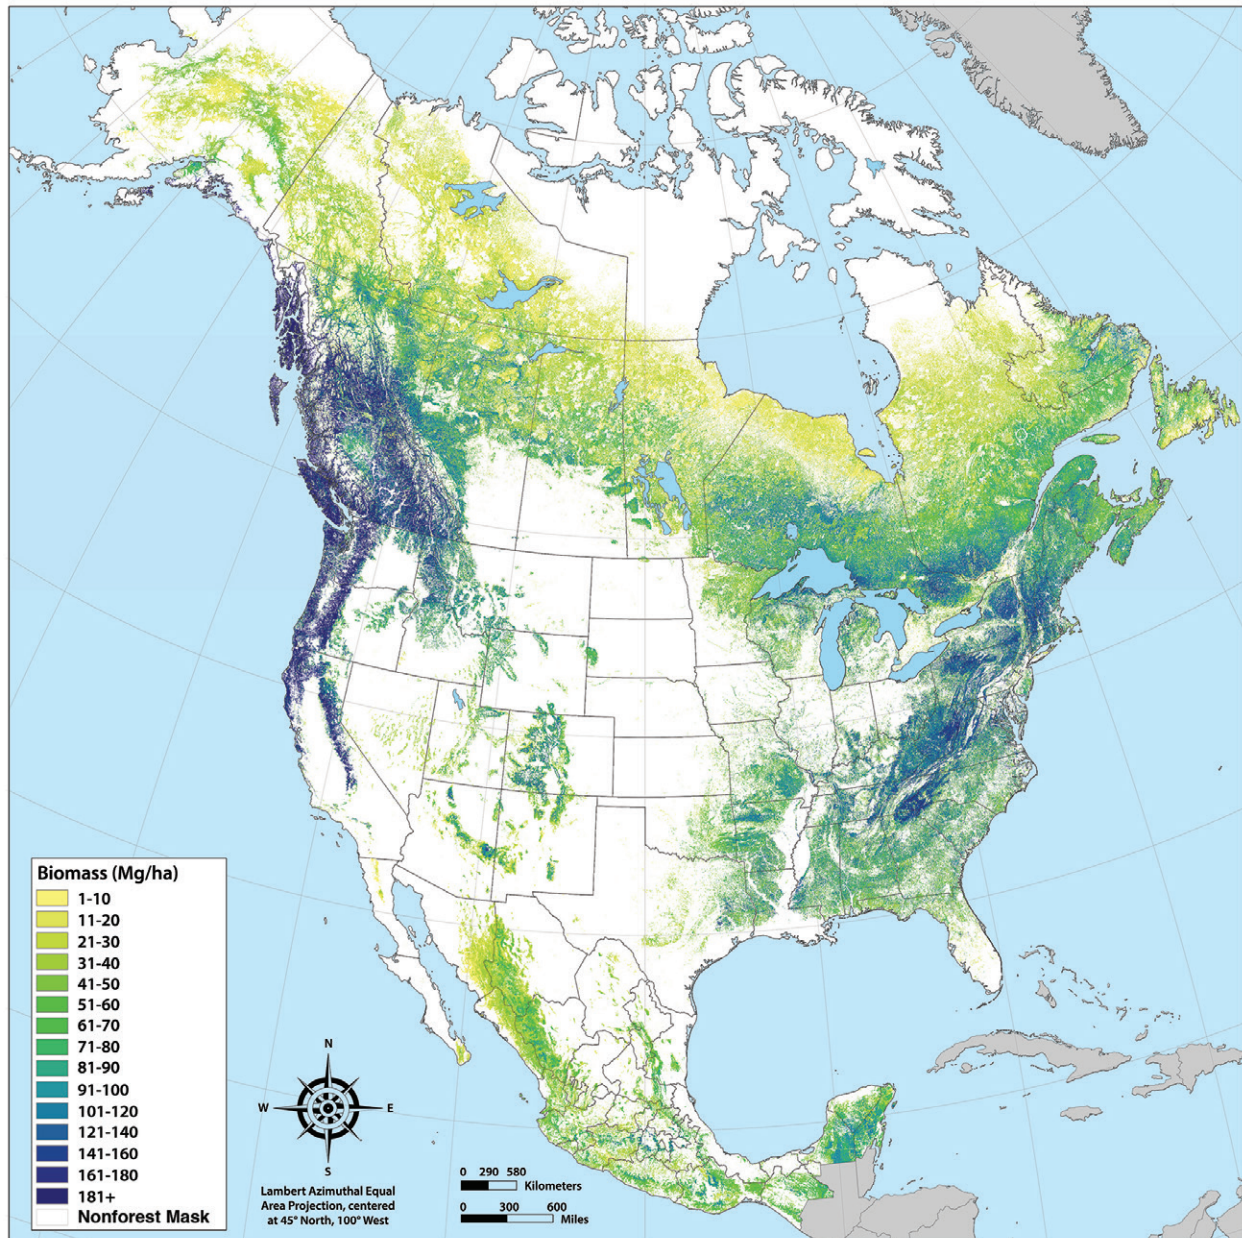 Biomass (Mg/ha)
1-10
11-20
21-30
31-40
41-50
51-60
61-70
71-80
81-90
91-100
101-120
121-140
141-160
161-180
181+
Nonforest Mask
N
W E
S
Lambert Azimuthal Equal
Area Projection, centered
at 45° North, 100° West
0 290 580
Kilometers
0 300 600
Miles